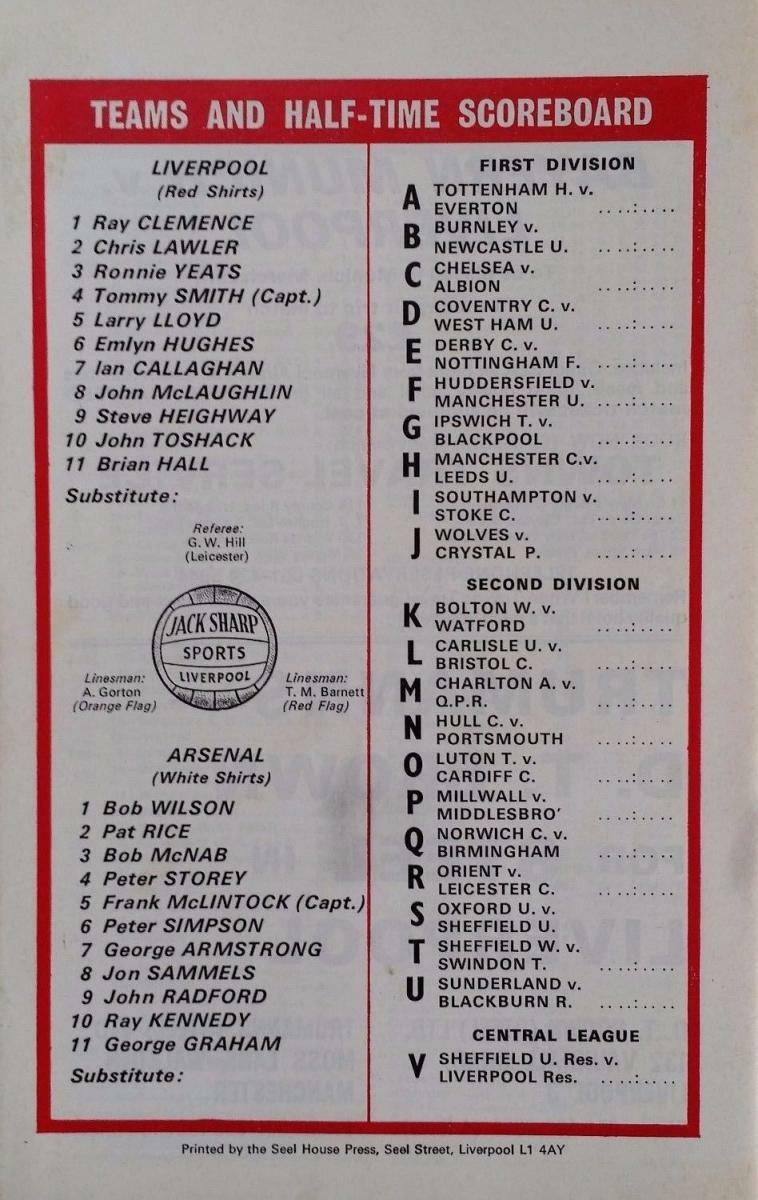 TEAMS AND HALF-TIME SCOREBOARD
LIVERPOOL
(Red Shirts)
1 Ray CLEMENCE
2 Chris LAWLER
3 Ronnie YEATS
4 Tommy SMITH (Capt.)
5 Larry LLOYD
6 Emlyn HUGHES
7 Ian CALLAGHAN
8 John McLAUGHLIN
9 Steve HEIGHWAY
10 John TOSHACK
11 Brian HALL
Substitute:
Referee:
G. W. Hill
(Leicester)
JACK SHARP
SPORTS
LIVERPOOL
Linesman:
A. Gorton
(Orange Flag)
Linesman:
T. M. Barnett
(Red Flag)
ARSENAL
(White Shirts)
1 Bob WILSON
2 Pat RICE
3 Bob McNAB
4 Peter STOREY
5 Frank McLINTOCK (Capt.)
6 Peter SIMPSON
7 George ARMSTRONG
8 Jon SAMMELS
9 John RADFORD
10 Ray KENNEDY
11 George GRAHAM
Substitute:
FIRST DIVISION
A TOTTENHAM H. v.
EVERTON ....:....
B BURNLEY v.
NEWCASTLE U. ....:....
C CHELSEA v.
ALBION ....:....
D COVENTRY C. v.
WEST HAM U. ....:....
E DERBY C. v.
NOTTINGHAM F. ....:....
F HUDDERSFIELD v.
MANCHESTER U. ....:....
G IPSWICH T. v.
BLACKPOOL ....:....
H MANCHESTER C.v.
LEEDS U. ....:....
I SOUTHAMPTON v.
STOKE C. ....:....
J WOLVES v.
CRYSTAL P. ....:....
SECOND DIVISION
K BOLTON W. v.
WATFORD ....:....
L CARLISLE U. v.
BRISTOL C. ....:....
M CHARLTON A. v.
Q.P.R. ....:....
N HULL C. v.
PORTSMOUTH ....:....
O LUTON T. v.
CARDIFF C. ....:....
P MILLWALL v.
MIDDLESBRO' ....:....
Q NORWICH C. v.
BIRMINGHAM ....:....
R ORIENT v.
LEICESTER C. ....:....
S OXFORD U. v.
SHEFFIELD U. ....:....
T SHEFFIELD W. v.
SWINDON T. ....:....
U SUNDERLAND v.
BLACKBURN R. ....:....
CENTRAL LEAGUE
V SHEFFIELD U. Res. v.
LIVERPOOL Res. ....:....
Printed by the Seel House Press, Seel Street, Liverpool L1 4AY